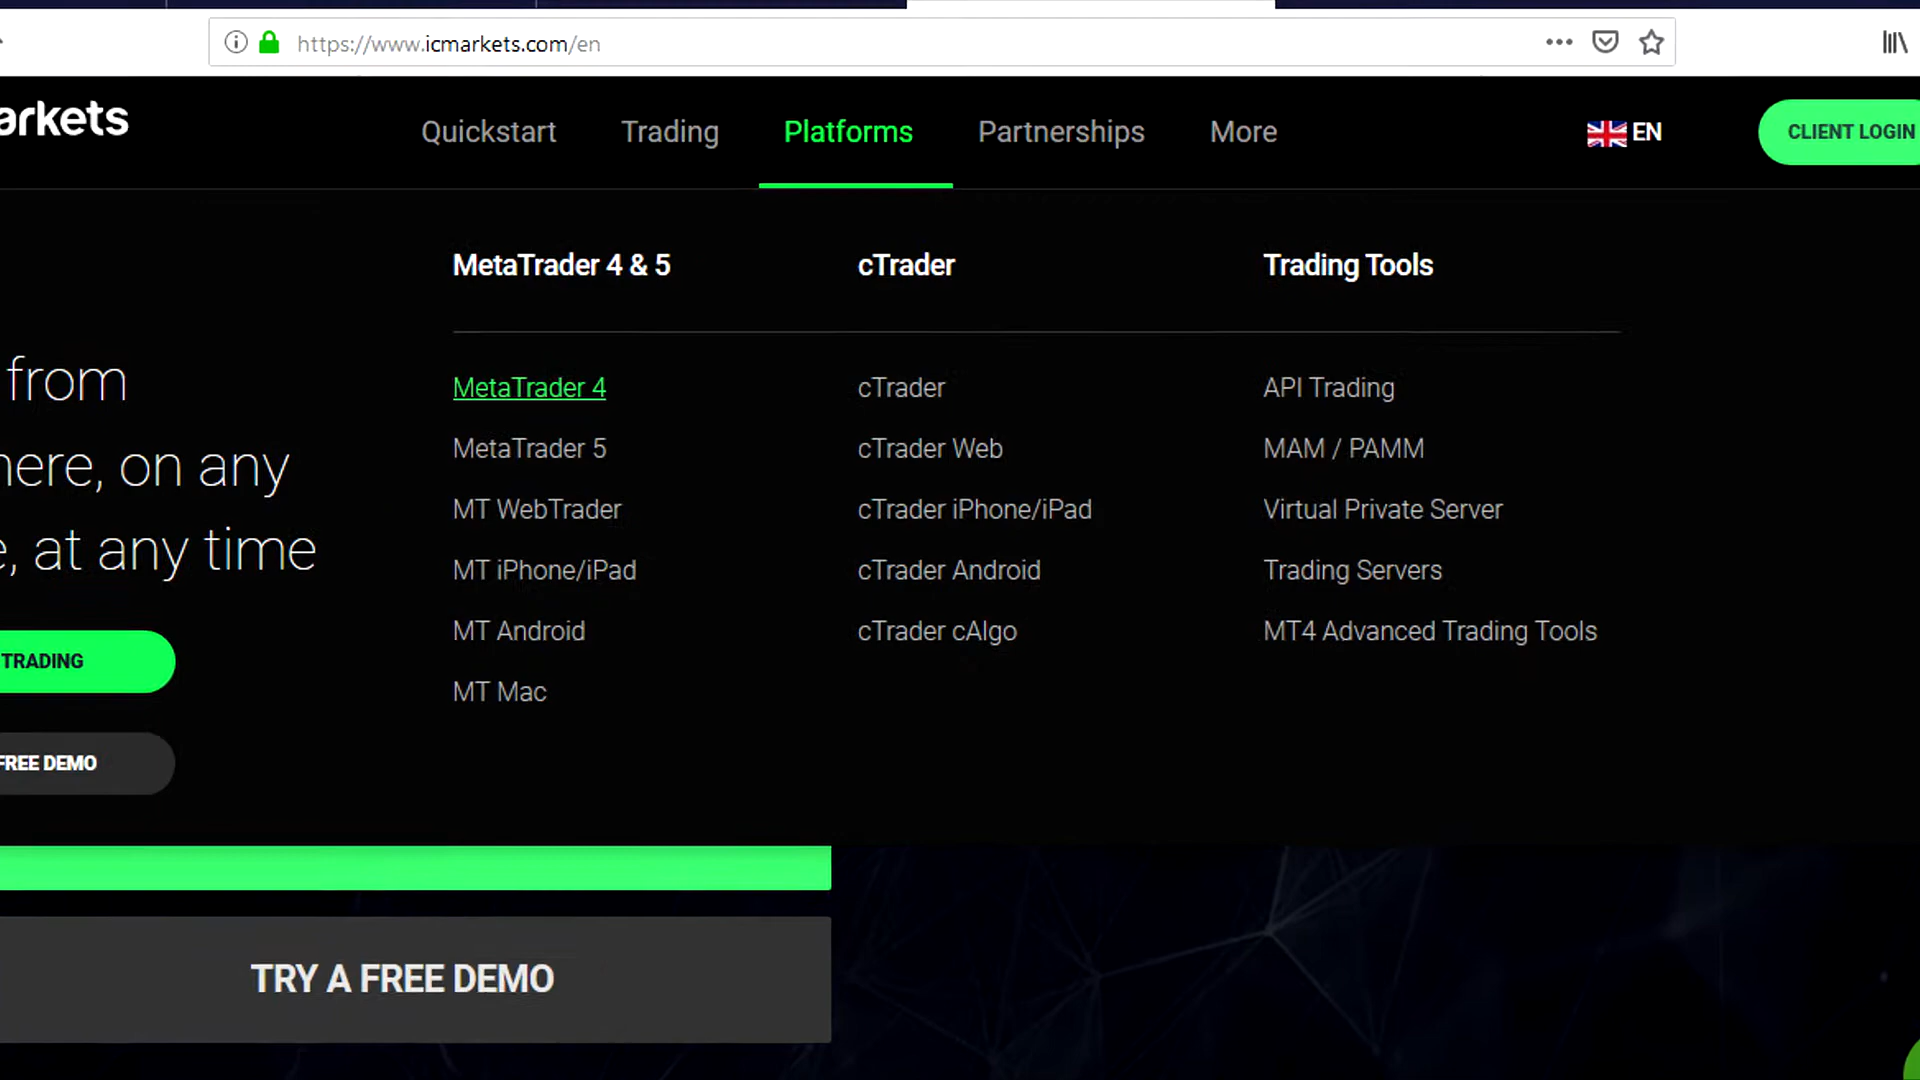 https://www.icmarkets.com/en
arkets
Quickstart
Trading
Platforms
Partnerships
More
EN
CLIENT LOGIN
MetaTrader 4 & 5
cTrader
Trading Tools
from
here, on any
e, at any time
TRADING
FREE DEMO
MetaTrader 4
MetaTrader 5
MT WebTrader
MT iPhone/iPad
MT Android
MT Mac
cTrader
cTrader Web
cTrader iPhone/iPad
cTrader Android
cTrader cAlgo
API Trading
MAM / PAMM
Virtual Private Server
Trading Servers
MT4 Advanced Trading Tools
TRY A FREE DEMO